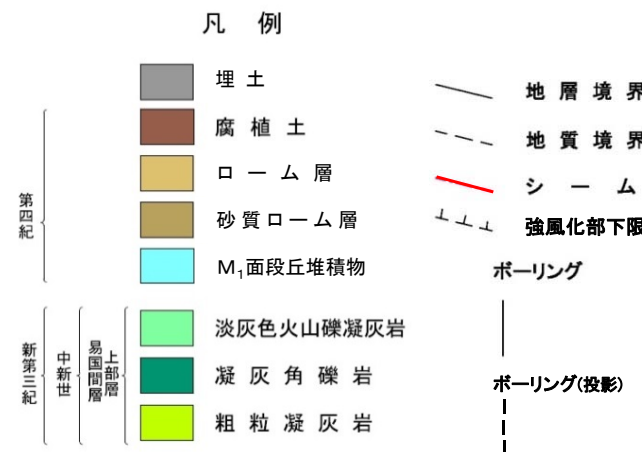 凡例
埋土
腐植土
ローム層
砂質ローム層
M₁面段丘堆積物
淡灰色火山礫凝灰岩
凝灰角礫岩
粗粒凝灰岩
第四紀
新第三紀
中新世
易国間層
上部層
地層境界
地質境界
シーム
強風化部下限
ボーリング
ボーリング(投影)